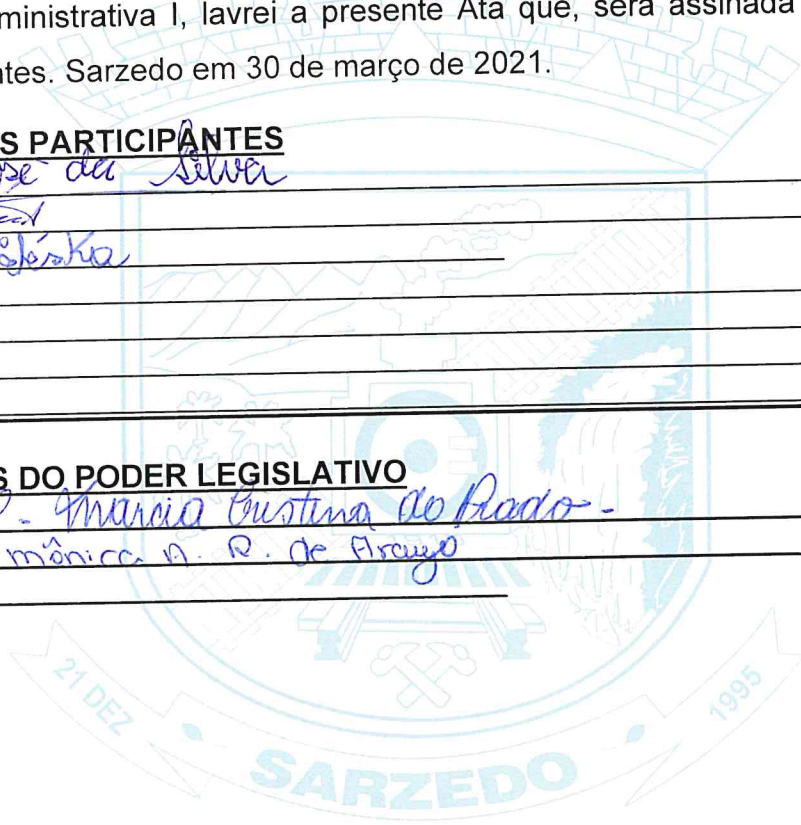 ministrativa I, lavrei a presente Ata que, será assinada
ntes. Sarzedo em 30 de março de 2021.
S PARTICIPANTES
se da Silva
S DO PODER LEGISLATIVO
- Marcia Cristina do Prado -
mônica A. R. de Araujo
21 DEZ
1995
SARZEDO